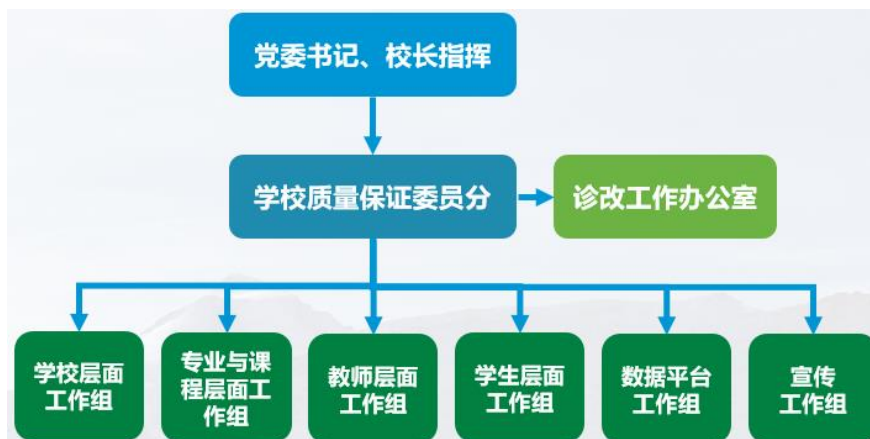 党委书记、校长指挥
学校质量保证委员分
诊改工作办公室
学校层面
工作组
专业与课
程层面工
作组
教师层面
工作组
学生层面
工作组
数据平台
工作组
宣传
工作组